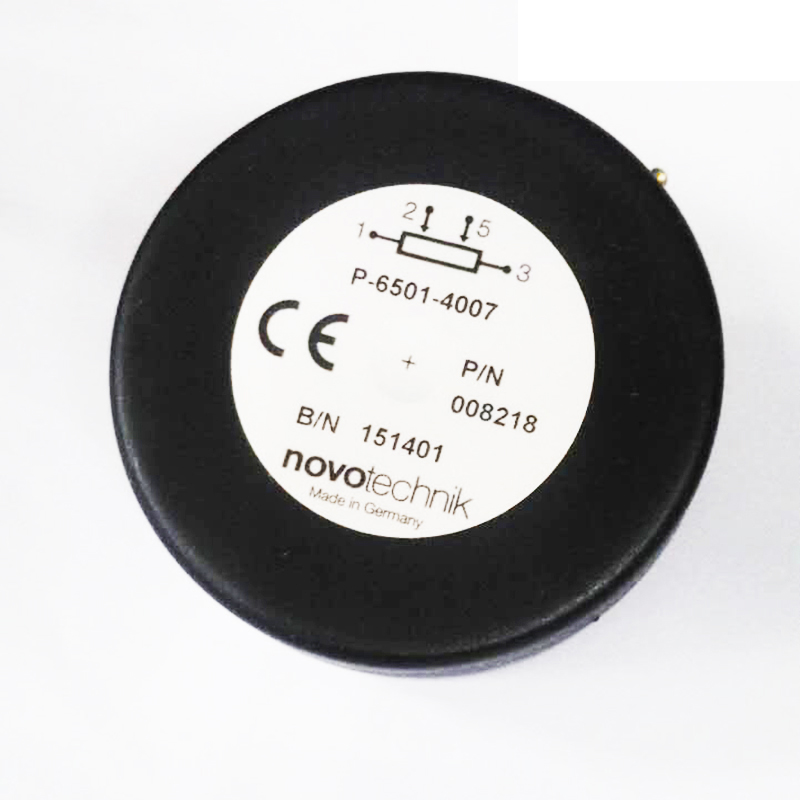 2 5
1 3
P-6501-4007
CE
P/N
008218
B/N 151401
novotechnik
Made in Germany